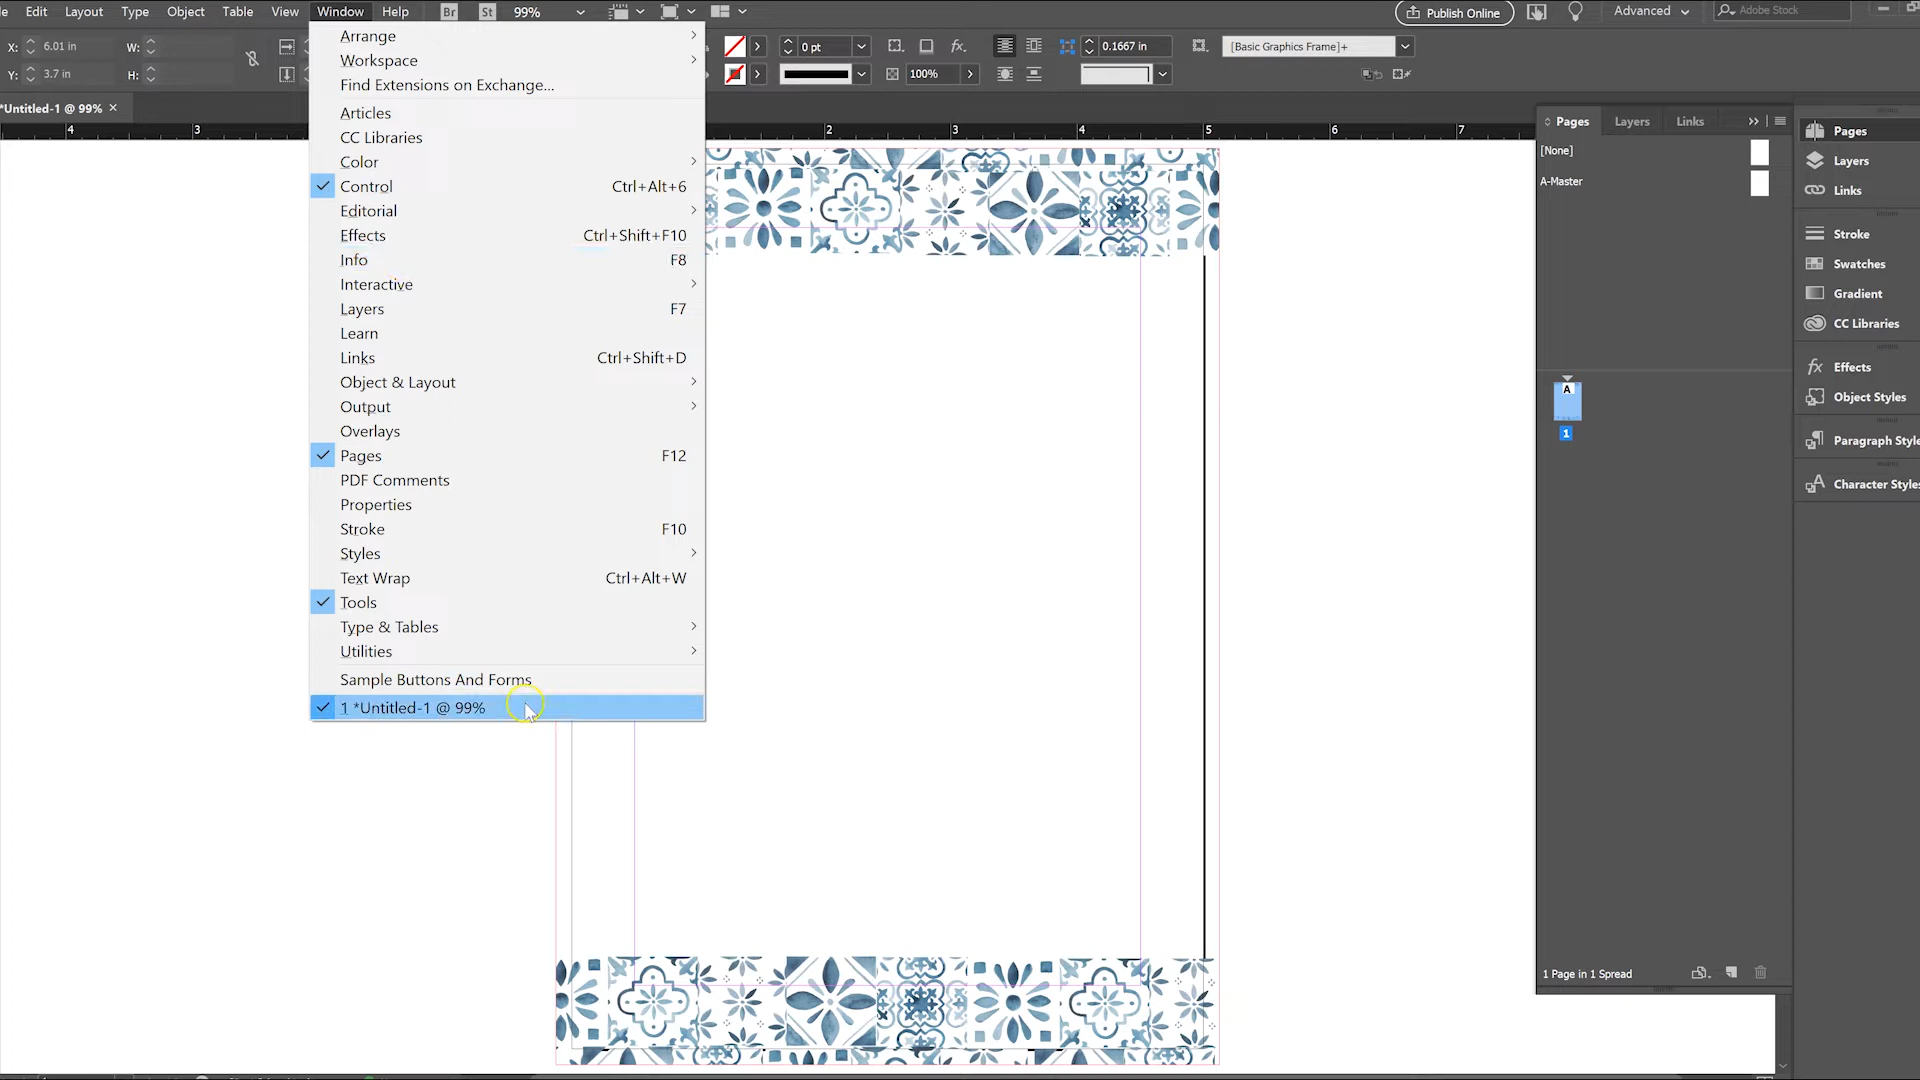 Edit Layout Type Object Table View Window Help Br St 99% Publish Online Advanced Adobe Stock
X: 6.01 in W: 0 pt fx. 0.1667 in [Basic Graphics Frame]+
Y: 3.7 in H: 100%
*Untitled-1 @ 99% ×
4 3 2 3 4 5 6 7
Arrange
Workspace
Find Extensions on Exchange...
Articles
CC Libraries
Color
Control Ctrl+Alt+6
Editorial
Effects Ctrl+Shift+F10
Info F8
Interactive
Layers F7
Learn
Links Ctrl+Shift+D
Object & Layout
Output
Overlays
Pages F12
PDF Comments
Properties
Stroke F10
Styles
Text Wrap Ctrl+Alt+W
Tools
Type & Tables
Utilities
Sample Buttons And Forms
1 *Untitled-1 @ 99%
Pages Layers Links
[None]
A-Master
A
1
1 Page in 1 Spread
Pages
Layers
Links
Stroke
Swatches
Gradient
CC Libraries
fx Effects
Object Styles
Paragraph Style
Character Styles